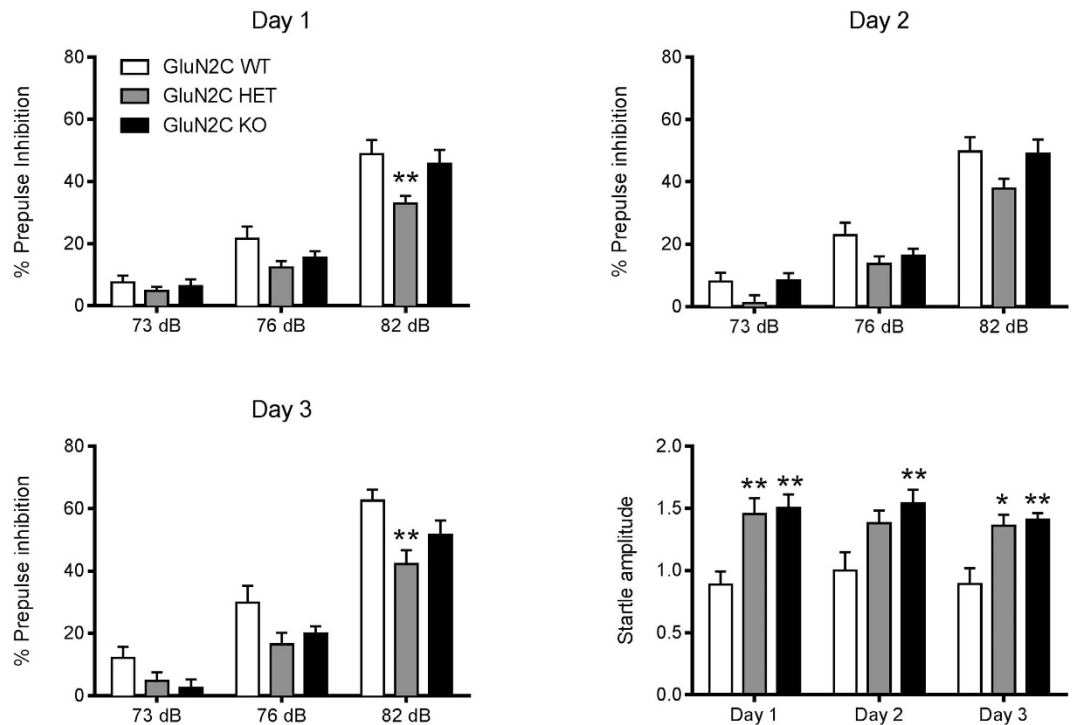 Day 1
% Prepulse Inhibition
80
60
40
20
0
GluN2C WT
GluN2C HET
GluN2C KO
**
73 dB
76 dB
82 dB
Day 2
% Prepulse inhibition
80
60
40
20
0
73 dB
76 dB
82 dB
Day 3
% Prepulse inhibition
80
60
40
20
0
**
73 dB
76 dB
82 dB
Startle amplitude
2.0
1.5
1.0
0.5
0.0
** ** ** * **
Day 1
Day 2
Day 3